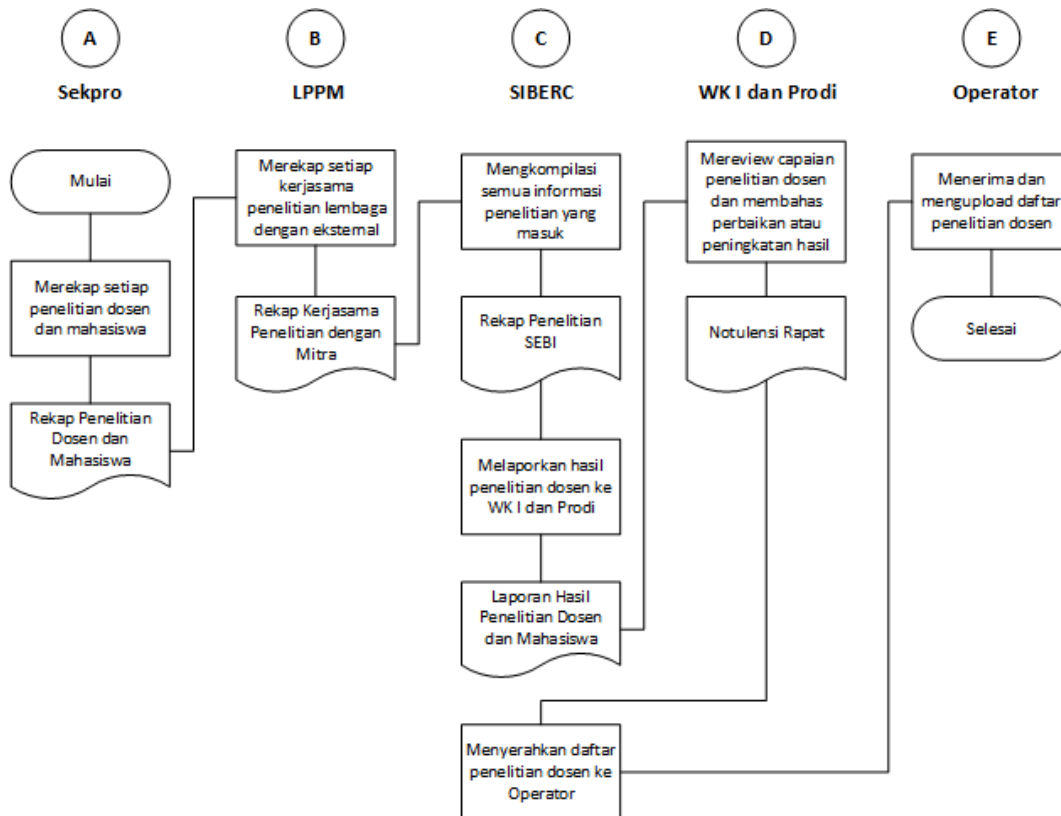 A
Sekpro
B
LPPM
C
SIBERC
D
WK I dan Prodi
E
Operator
Mulai
Merekap setiap
penelitian dosen
dan mahasiswa
Rekap Penelitian
Dosen dan
Mahasiswa
Merekap setiap
kerjasama
penelitian lembaga
dengan eksternal
Rekap Kerjasama
Penelitian dengan
Mitra
Mengkompilasi
semua informasi
penelitian yang
masuk
Rekap Penelitian
SEBI
Melaporkan hasil
penelitian dosen ke
WK I dan Prodi
Laporan Hasil
Penelitian Dosen
dan Mahasiswa
Mereview capaian
penelitian dosen
dan membahas
perbaikan atau
peningkatan hasil
Notulensi Rapat
Menyerahkan daftar
penelitian dosen ke
Operator
Menerima dan
mengupload daftar
penelitian dosen
Selesai